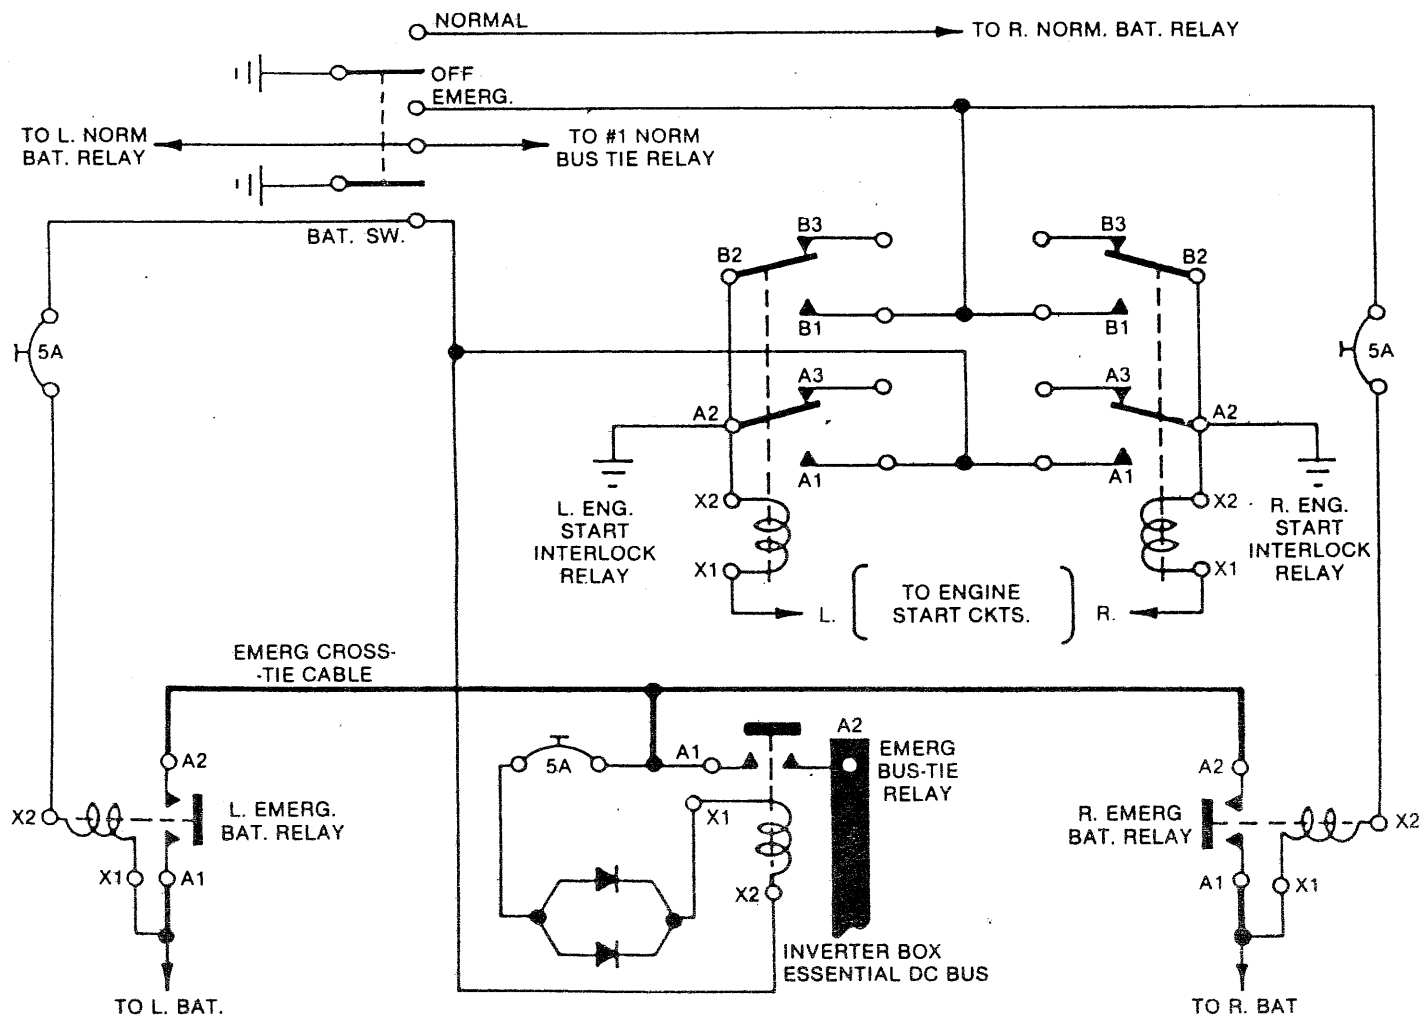 NORMAL
TO R. NORM. BAT. RELAY
OFF
EMERG.
TO L. NORM
BAT. RELAY
TO #1 NORM
BUS TIE RELAY
BAT. SW.
B3
B3
B2
B2
B1
B1
5A
5A
A3
A3
A2
A2
A1
A1
X2
X2
L. ENG.
START
INTERLOCK
RELAY
R. ENG.
START
INTERLOCK
RELAY
X1
X1
L.
TO ENGINE
START CKTS.
R.
EMERG CROSS-
-TIE CABLE
A2
A1
5A
A2
EMERG
BUS-TIE
RELAY
A2
X2
L. EMERG.
BAT. RELAY
X1
R. EMERG
BAT. RELAY
X2
X1
A1
X2
A1
X1
INVERTER BOX
ESSENTIAL DC BUS
TO L. BAT.
TO R. BAT